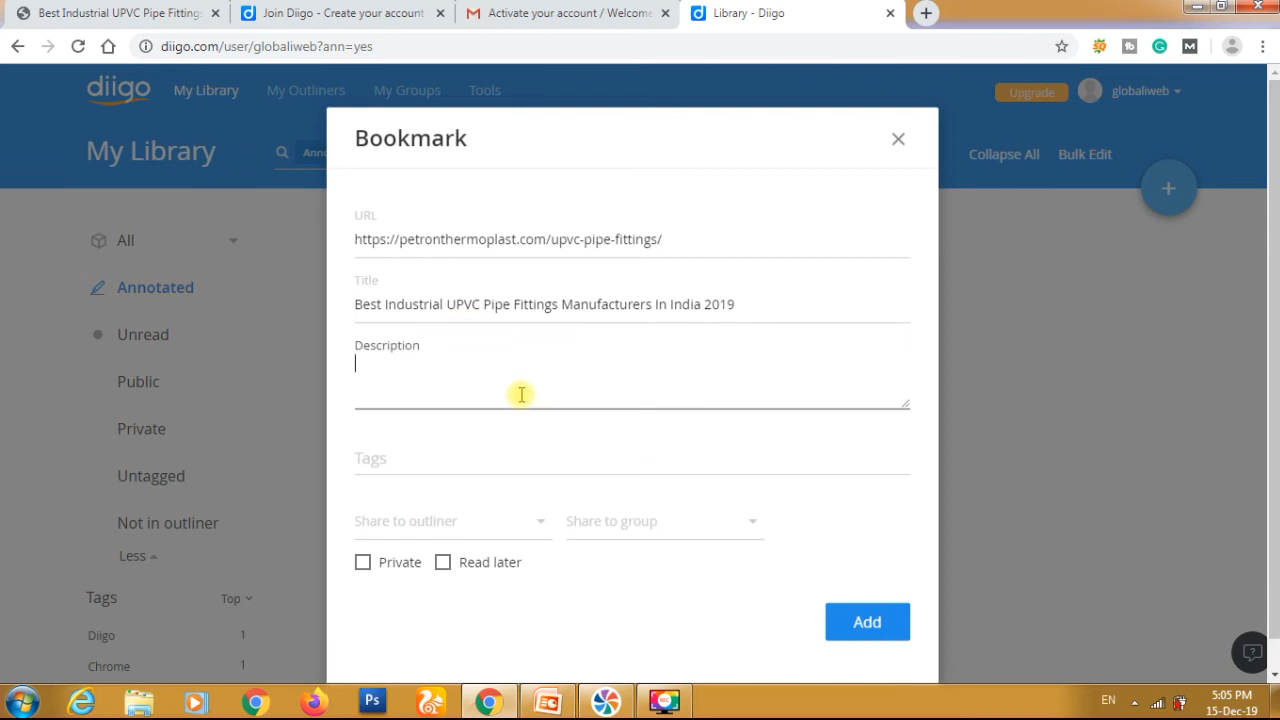 Best Industrial UPVC Pipe Fittings
Join Diigo - Create your account
Activate your account / Welcome
Library - Diigo
diigo.com/user/globaliweb?ann=yes
diigo
My Library
My Outliners
My Groups
Tools
Upgrade
globaliweb
My Library
Ann
Collapse All
Bulk Edit
Bookmark
URL
https://petronthermoplast.com/upvc-pipe-fittings/
Title
Best Industrial UPVC Pipe Fittings Manufacturers In India 2019
Description
Tags
Share to outliner
Share to group
Private
Read later
Add
All
Annotated
Unread
Public
Private
Untagged
Not in outliner
Less
Tags
Top
Diigo 1
Chrome 1
Ps
EN
5:05 PM
15-Dec-19